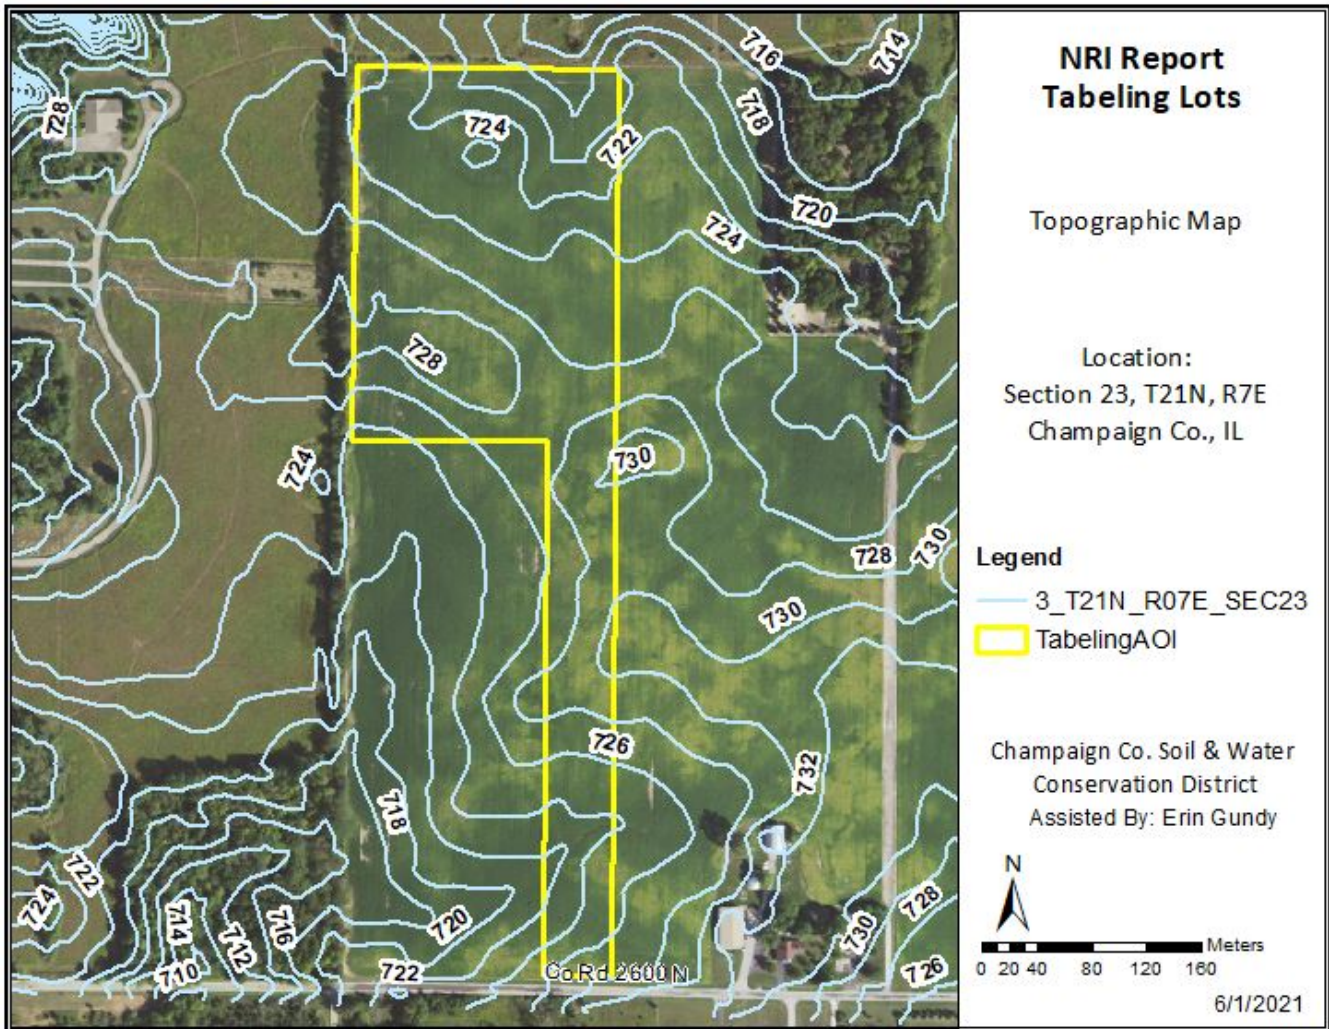 NRI Report
Tabeling Lots
Topographic Map
Location:
Section 23, T21N, R7E
Champaign Co., IL
Legend
3_T21N_R07E_SEC23
TabelingAOI
Champaign Co. Soil & Water
Conservation District
Assisted By: Erin Gundy
N
Meters
0 20 40 80 120 160
6/1/2021
716
714
728
718
724
722
720
724
728
724
730
728
730
730
726
732
718
722
724
714
712
716
720
728
730
710
722
Co Rd 2600 N
726